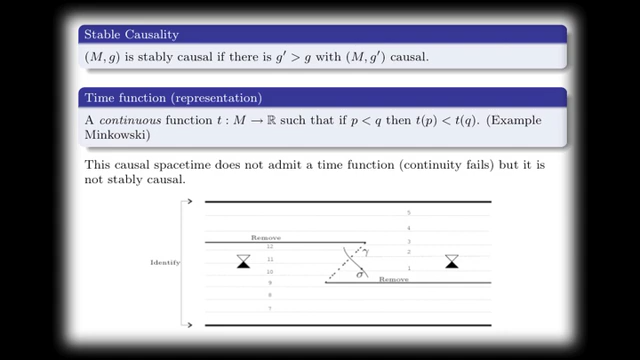 Stable Causality
(M, g) is stably causal if there is g′ > g with (M, g′) causal.
Time function (representation)
A continuous function t : M → ℝ such that if p < q then t(p) < t(q). (Example
Minkowski)
This causal spacetime does not admit a time function (continuity fails) but it is
not stably causal.
5
4
Remove
3
12
γ
2
Identify
11
10
σ
1
9
Remove
8
7